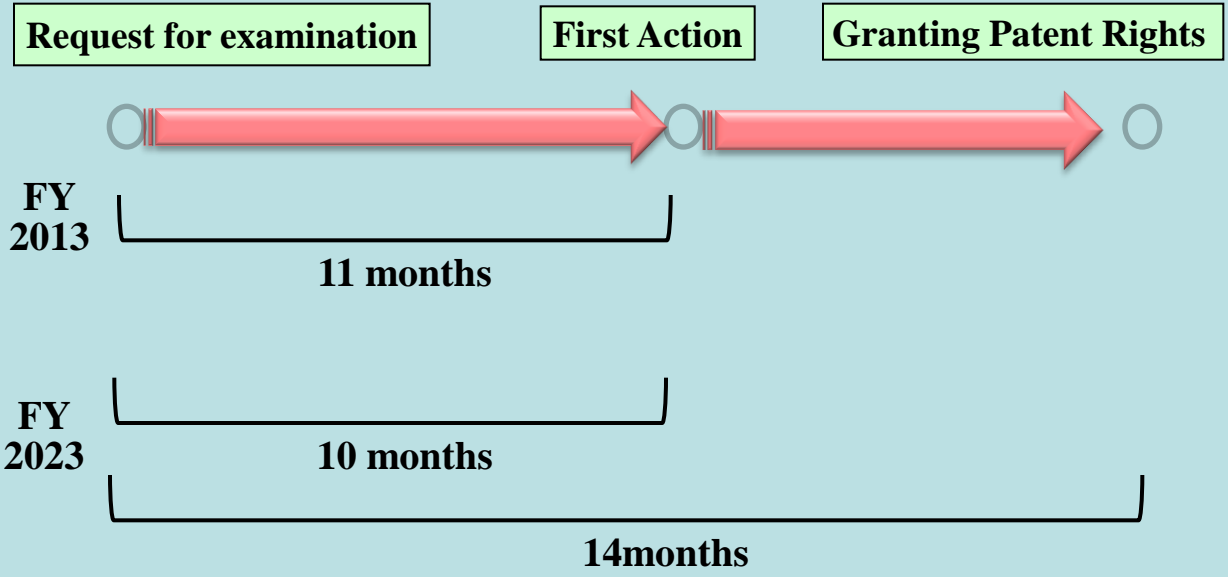 Request for examination
First Action
Granting Patent Rights
FY
2013
11 months
FY
2023
10 months
14months